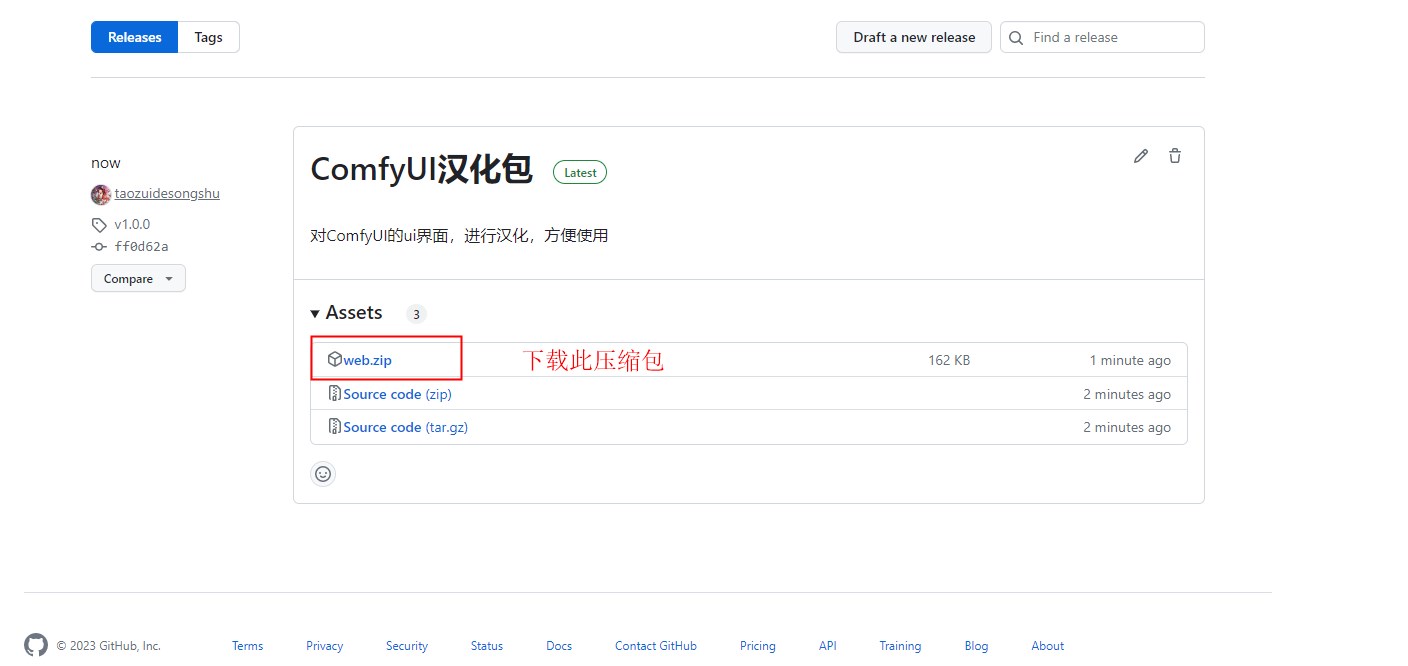 Releases Tags Draft a new release Find a release
now
taozuidesongshu
v1.0.0
ff0d62a
Compare
ComfyUI汉化包 Latest
对ComfyUI的ui界面，进行汉化，方便使用
Assets 3
web.zip 下载此压缩包 162 KB 1 minute ago
Source code (zip) 2 minutes ago
Source code (tar.gz) 2 minutes ago
© 2023 GitHub, Inc. Terms Privacy Security Status Docs Contact GitHub Pricing API Training Blog About